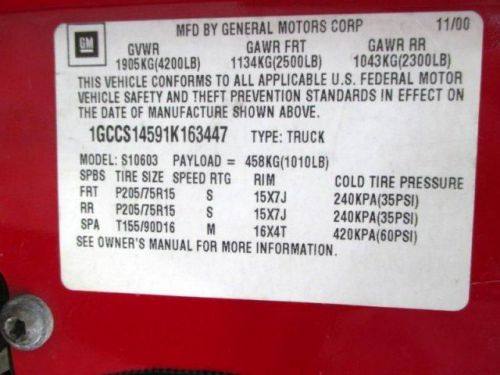 GM
MFD BY GENERAL MOTORS CORP 11/00
GVWR GAWR FRT GAWR RR
1905KG(4200LB) 1134KG(2500LB) 1043KG(2300LB)
THIS VEHICLE CONFORMS TO ALL APPLICABLE U.S. FEDERAL MOTOR
VEHICLE SAFETY AND THEFT PREVENTION STANDARDS IN EFFECT ON
THE DATE OF MANUFACTURE SHOWN ABOVE.
1GCCS14591K163447 TYPE: TRUCK
MODEL: S10603 PAYLOAD = 458KG(1010LB)
SPBS TIRE SIZE SPEED RTG RIM COLD TIRE PRESSURE
FRT P205/75R15 S 15X7J 240KPA(35PSI)
RR P205/75R15 S 15X7J 240KPA(35PSI)
SPA T155/90D16 M 16X4T 420KPA(60PSI)
SEE OWNER'S MANUAL FOR MORE INFORMATION.